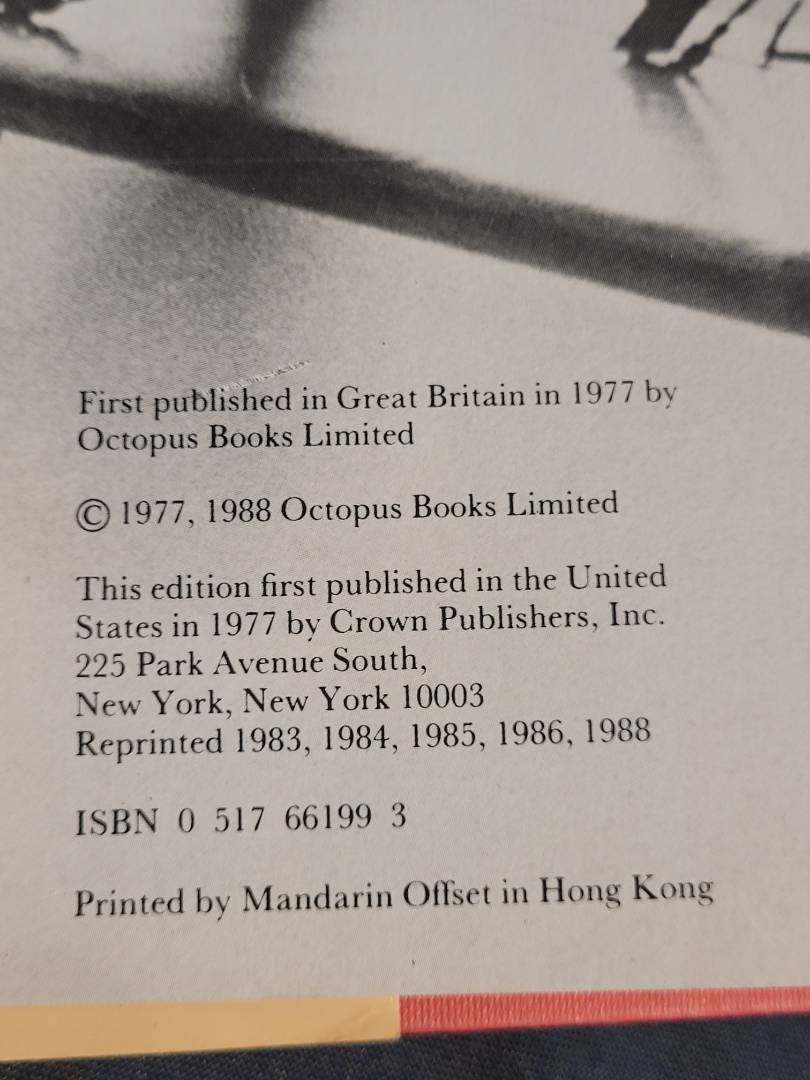 First published in Great Britain in 1977 by
Octopus Books Limited
© 1977, 1988 Octopus Books Limited
This edition first published in the United
States in 1977 by Crown Publishers, Inc.
225 Park Avenue South,
New York, New York 10003
Reprinted 1983, 1984, 1985, 1986, 1988
ISBN 0 517 66199 3
Printed by Mandarin Offset in Hong Kong